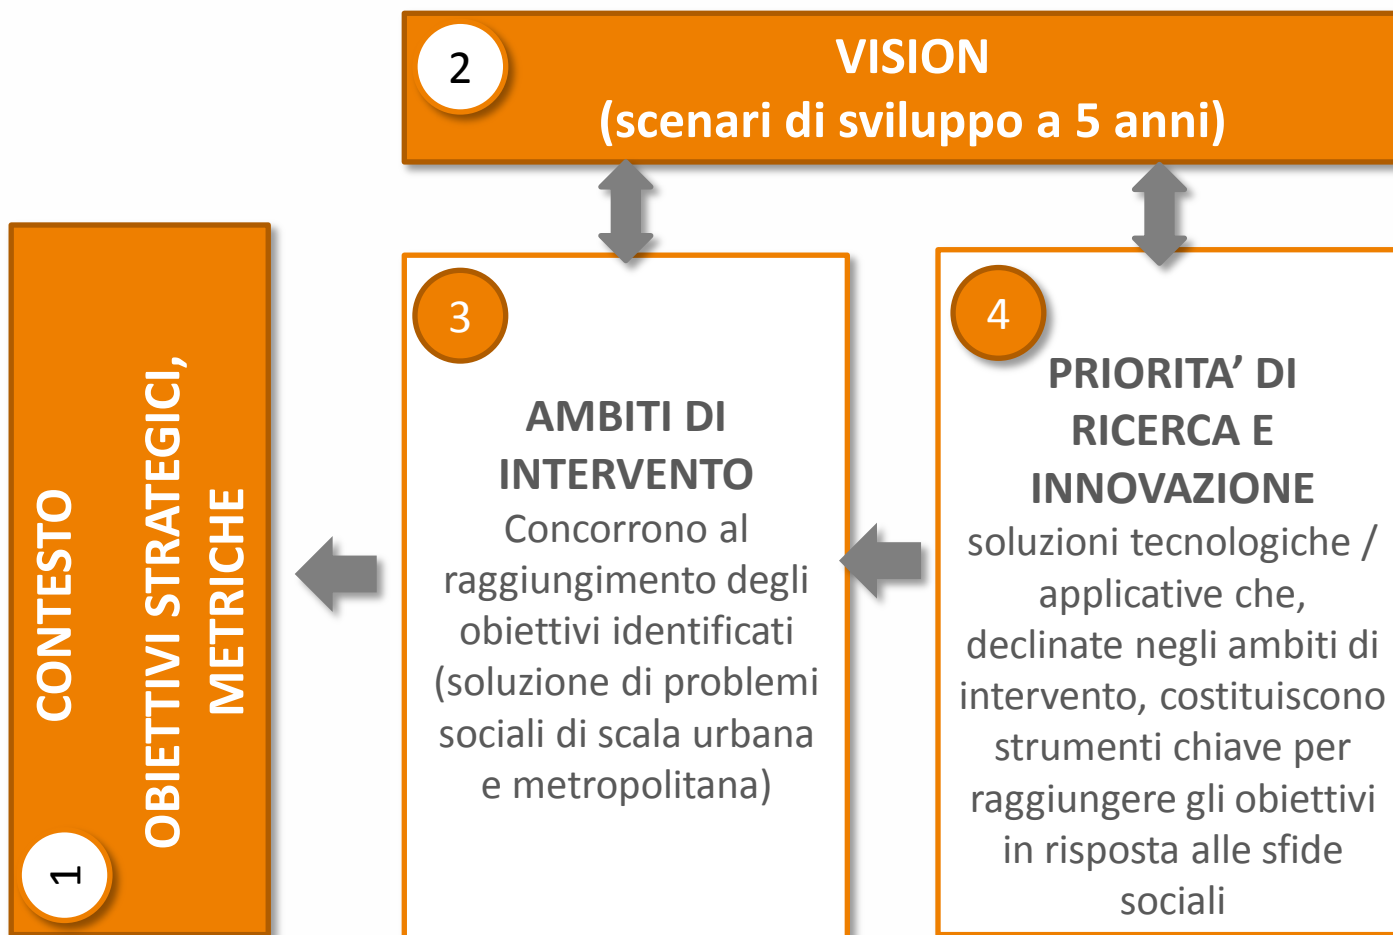 2
VISION
(scenari di sviluppo a 5 anni)
1
CONTESTO
OBIETTIVI STRATEGICI,
METRICHE
3
AMBITI DI
INTERVENTO
Concorrono al
raggiungimento degli
obiettivi identificati
(soluzione di problemi
sociali di scala urbana
e metropolitana)
4
PRIORITA’ DI
RICERCA E
INNOVAZIONE
soluzioni tecnologiche /
applicative che,
declinate negli ambiti di
intervento, costituiscono
strumenti chiave per
raggiungere gli obiettivi
in risposta alle sfide
sociali